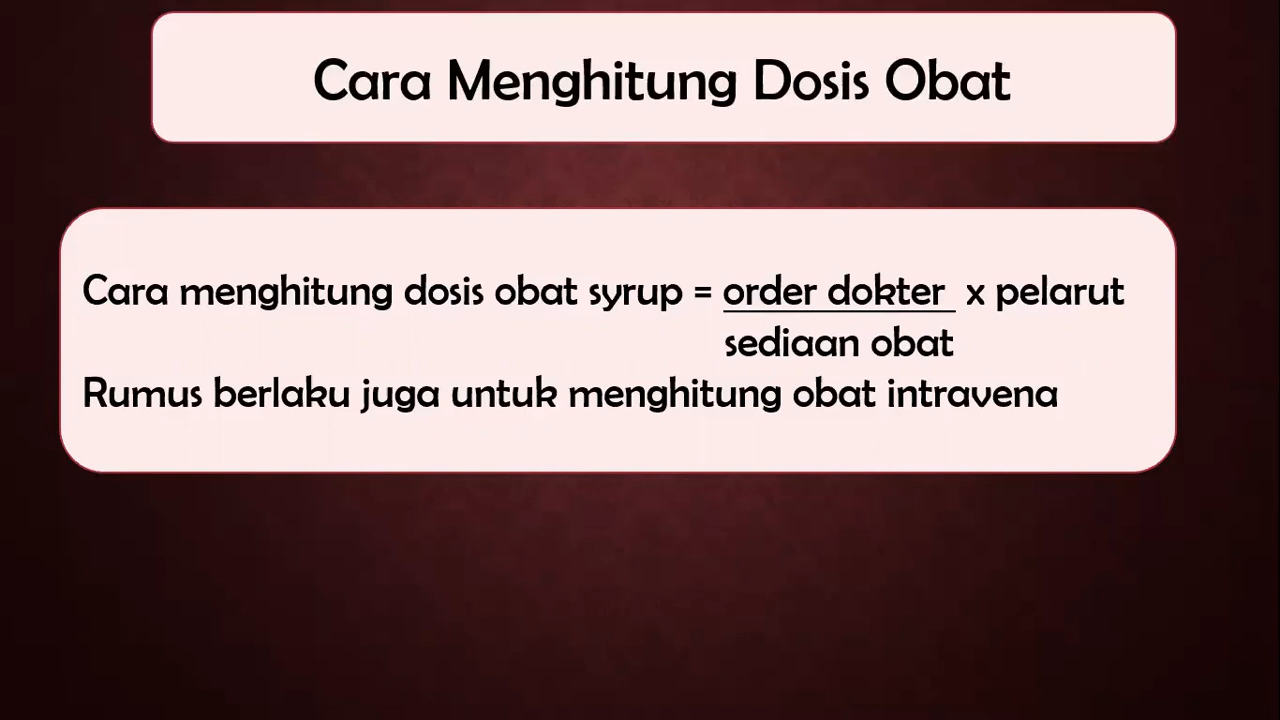 Cara Menghitung Dosis Obat
Cara menghitung dosis obat syrup = order dokter x pelarut
sediaan obat
Rumus berlaku juga untuk menghitung obat intravena